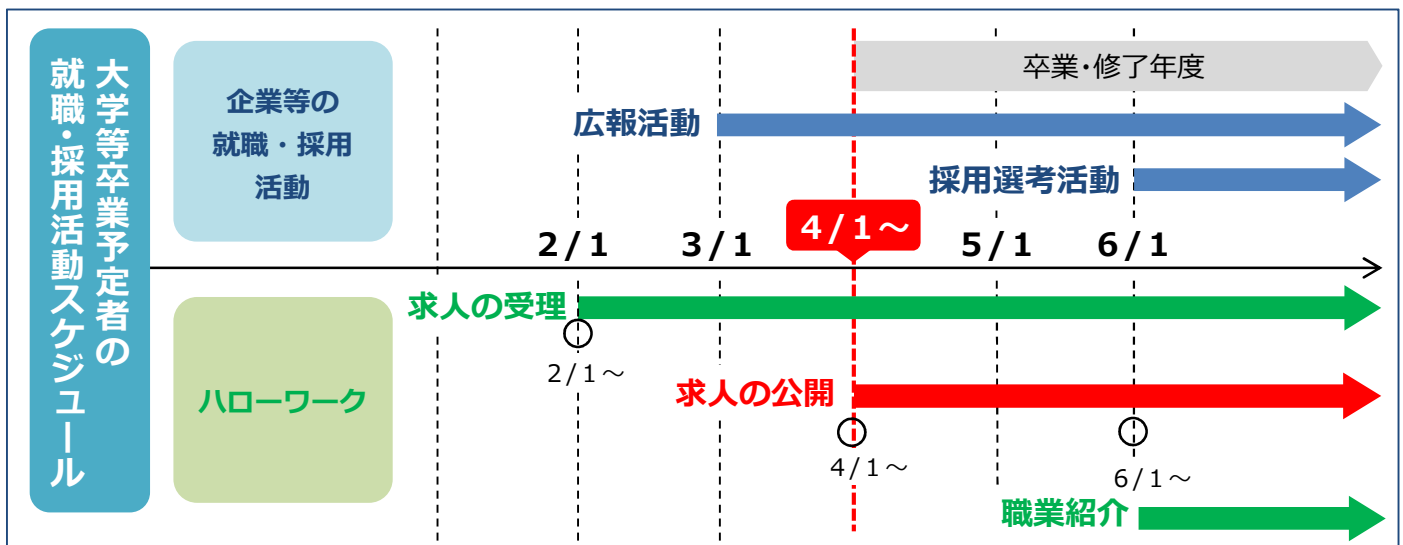 大学等卒業予定者の
就職・採用活動スケジュール
企業等の
就職・採用
活動
卒業・修了年度
広報活動
採用選考活動
2/1
3/1
4/1～
5/1
6/1
ハローワーク
求人の受理
2/1～
求人の公開
4/1～
6/1～
職業紹介